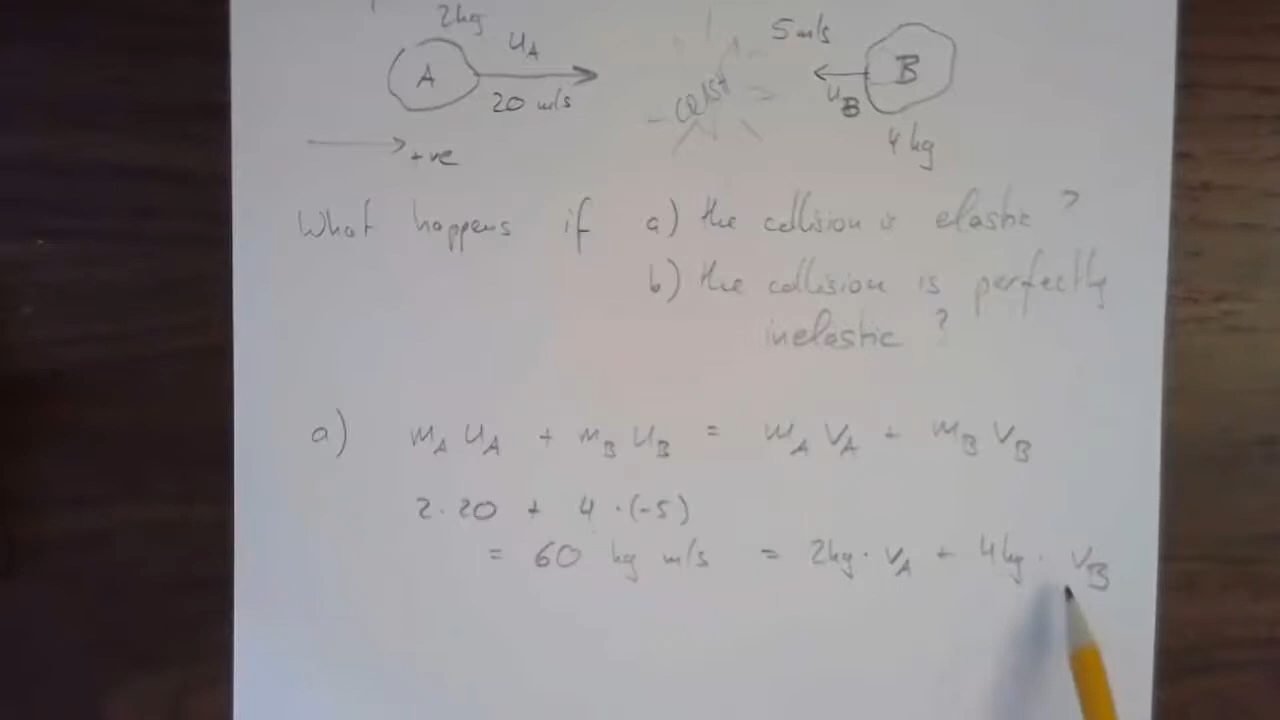 2kg
A
u_A
20 m/s
5 m/s
B
u_B
4 kg
→ +ve
What happens if a) the collision is elastic ?
b) the collision is perfectly
inelastic ?
a) m_A u_A + m_B u_B = m_A v_A + m_B v_B
2 · 20 + 4 · (-5)
= 60 kg m/s = 2kg · v_A + 4kg · v_B